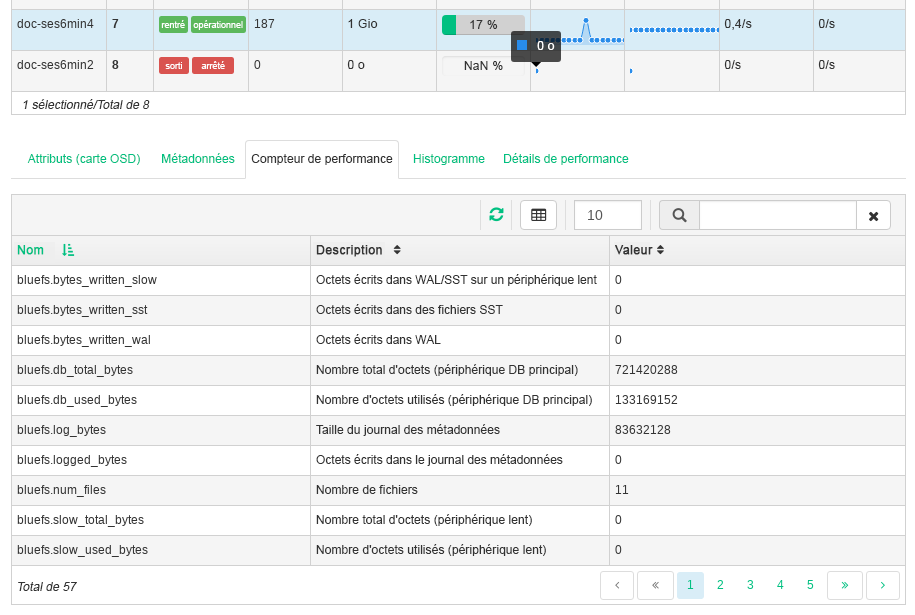 doc-ses6min4 7 rentré opérationnel 187 1 Gio 17 % 0,4/s 0/s
0 o
doc-ses6min2 8 sorti arrêté 0 0 o NaN % 0/s 0/s
1 sélectionné/Total de 8
Attributs (carte OSD) Métadonnées Compteur de performance Histogramme Détails de performance
10
Nom Description Valeur
bluefs.bytes_written_slow Octets écrits dans WAL/SST sur un périphérique lent 0
bluefs.bytes_written_sst Octets écrits dans des fichiers SST 0
bluefs.bytes_written_wal Octets écrits dans WAL 0
bluefs.db_total_bytes Nombre total d'octets (périphérique DB principal) 721420288
bluefs.db_used_bytes Nombre d'octets utilisés (périphérique DB principal) 133169152
bluefs.log_bytes Taille du journal des métadonnées 83632128
bluefs.logged_bytes Octets écrits dans le journal des métadonnées 0
bluefs.num_files Nombre de fichiers 11
bluefs.slow_total_bytes Nombre total d'octets (périphérique lent) 0
bluefs.slow_used_bytes Nombre d'octets utilisés (périphérique lent) 0
Total de 57 ‹ « 1 2 3 4 5 » ›